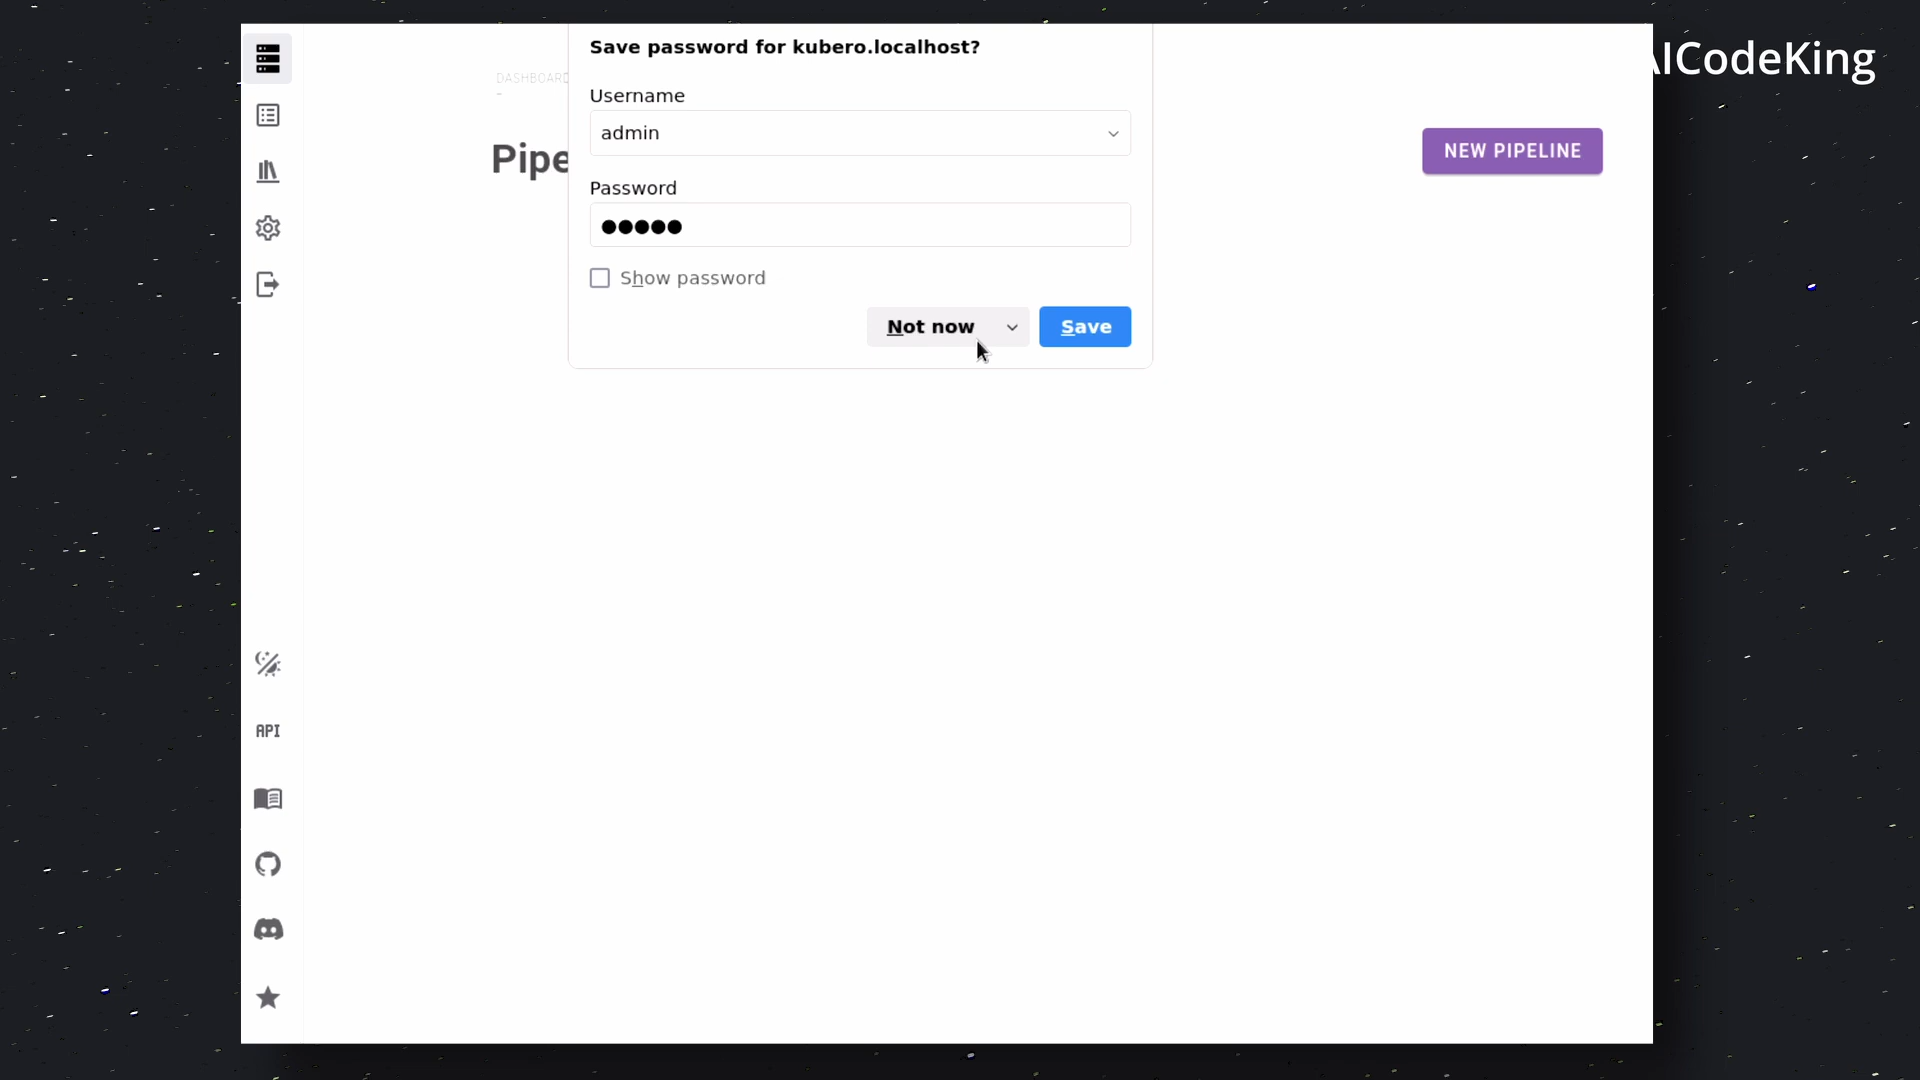 Save password for kubero.localhost?
AICodeKing
DASHBOARD
-
Username
admin
Pipe
NEW PIPELINE
Password
●●●●●
Show password
Not now
Save
API